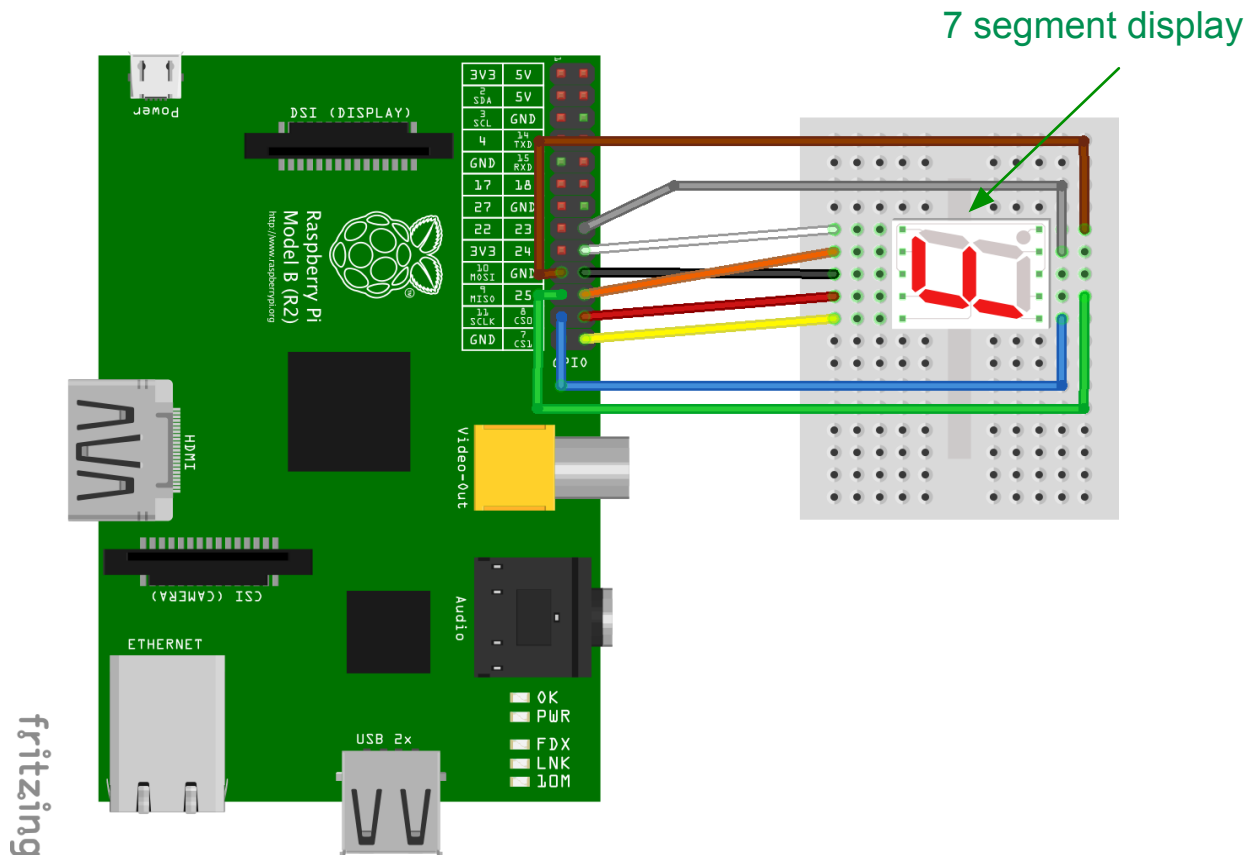 7 segment display
Power
DSI (DISPLAY)
3V3 5V
2 SDA 5V
3 SCL GND
4 14 TXD
GND 15 RXD
17 18
27 GND
22 23
3V3 24
10 MOSI GND
9 MISO 25
11 SCLK 8 CS0
GND 7 CS1
GPIO
Raspberry Pi
Model B (R2)
http://www.raspberrypi.org
HDMI
Video-Out
CSI (CAMERA)
Audio
ETHERNET
OK
PWR
FDX
LNK
10M
USB 2x
fritzing